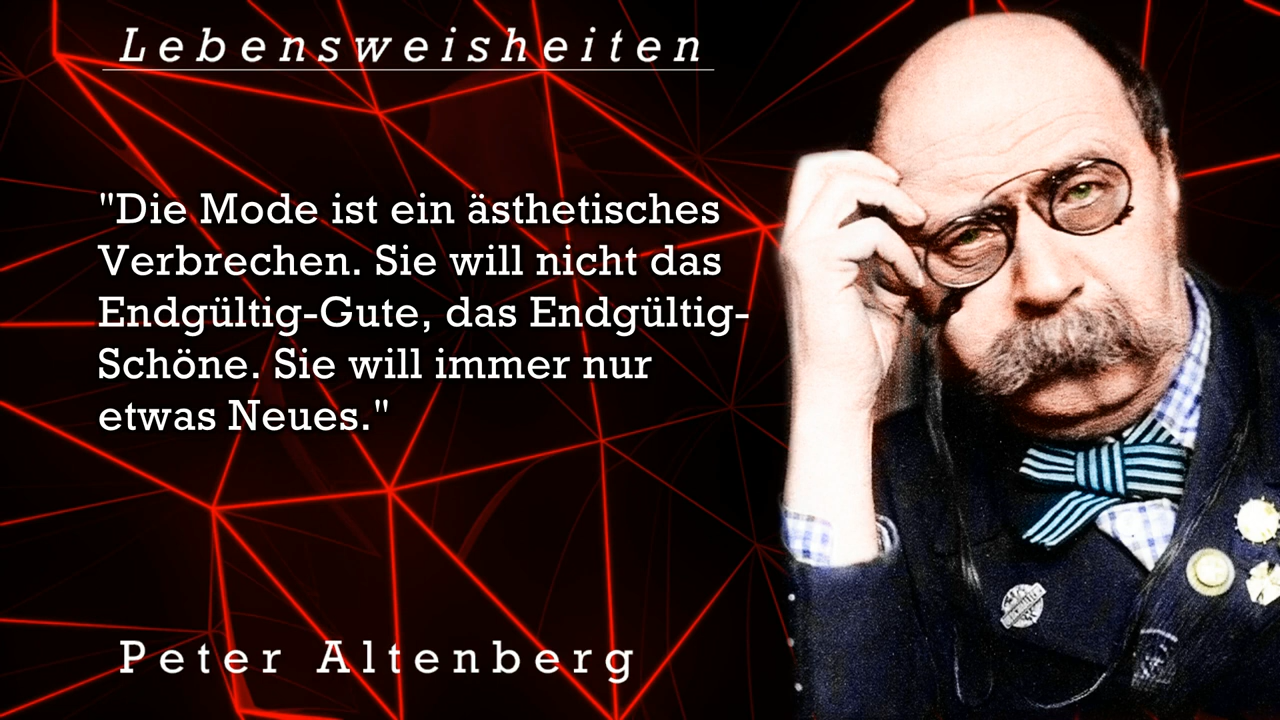 Lebensweisheiten
"Die Mode ist ein ästhetisches
Verbrechen. Sie will nicht das
Endgültig-Gute, das Endgültig-
Schöne. Sie will immer nur
etwas Neues."
Peter Altenberg